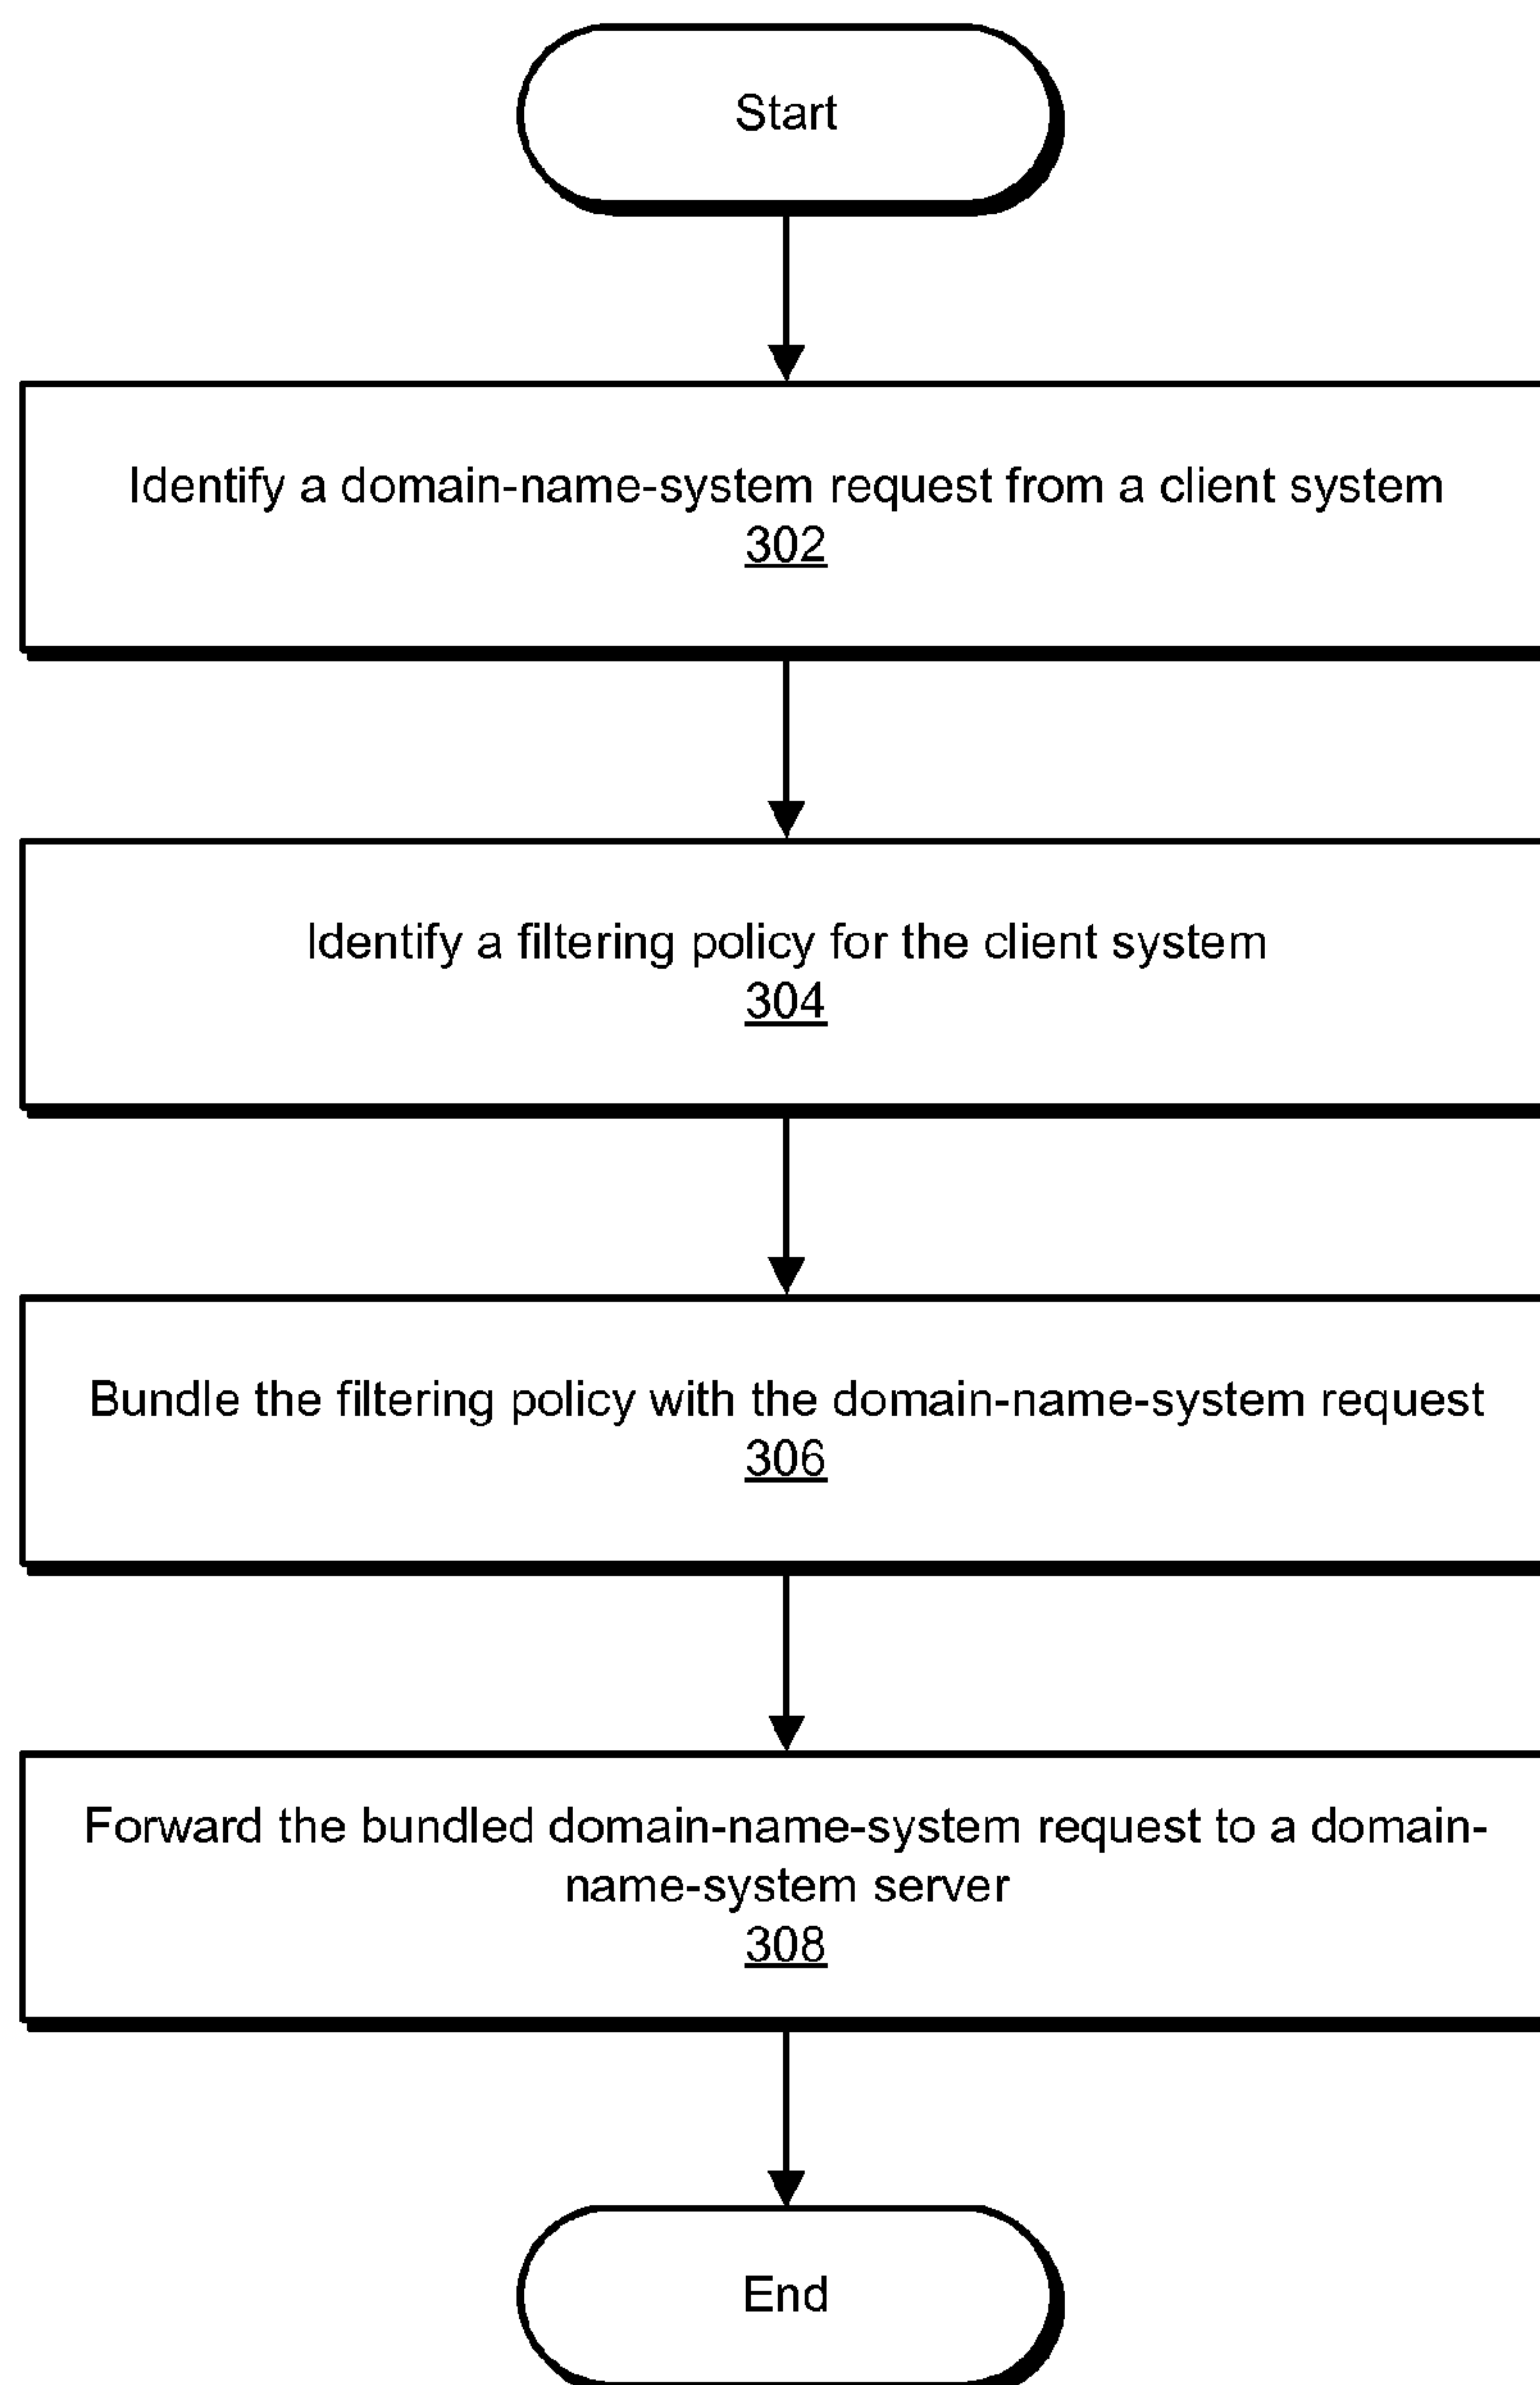 Start
Identify a domain-name-system request from a client system
302
Identify a filtering policy for the client system
304
Bundle the filtering policy with the domain-name-system request
306
Forward the bundled domain-name-system request to a domain-
name-system server
308
End